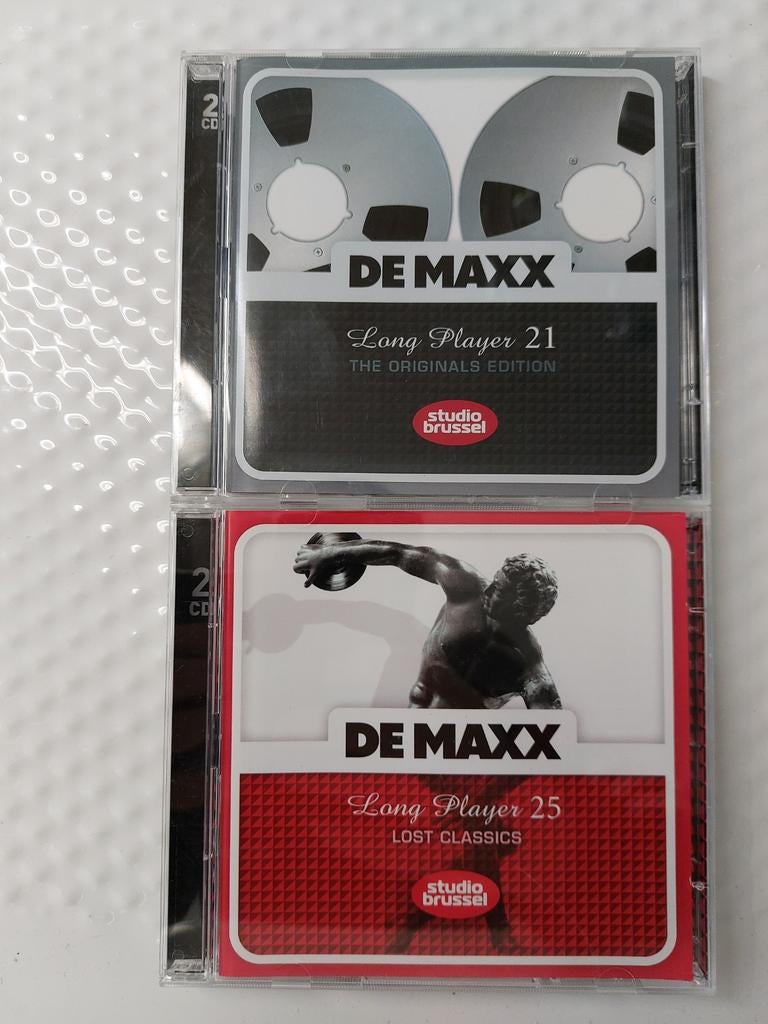 2
CD
DE MAXX
Long Player 21
THE ORIGINALS EDITION
studio
brussel
2
CD
DE MAXX
Long Player 25
LOST CLASSICS
studio
brussel